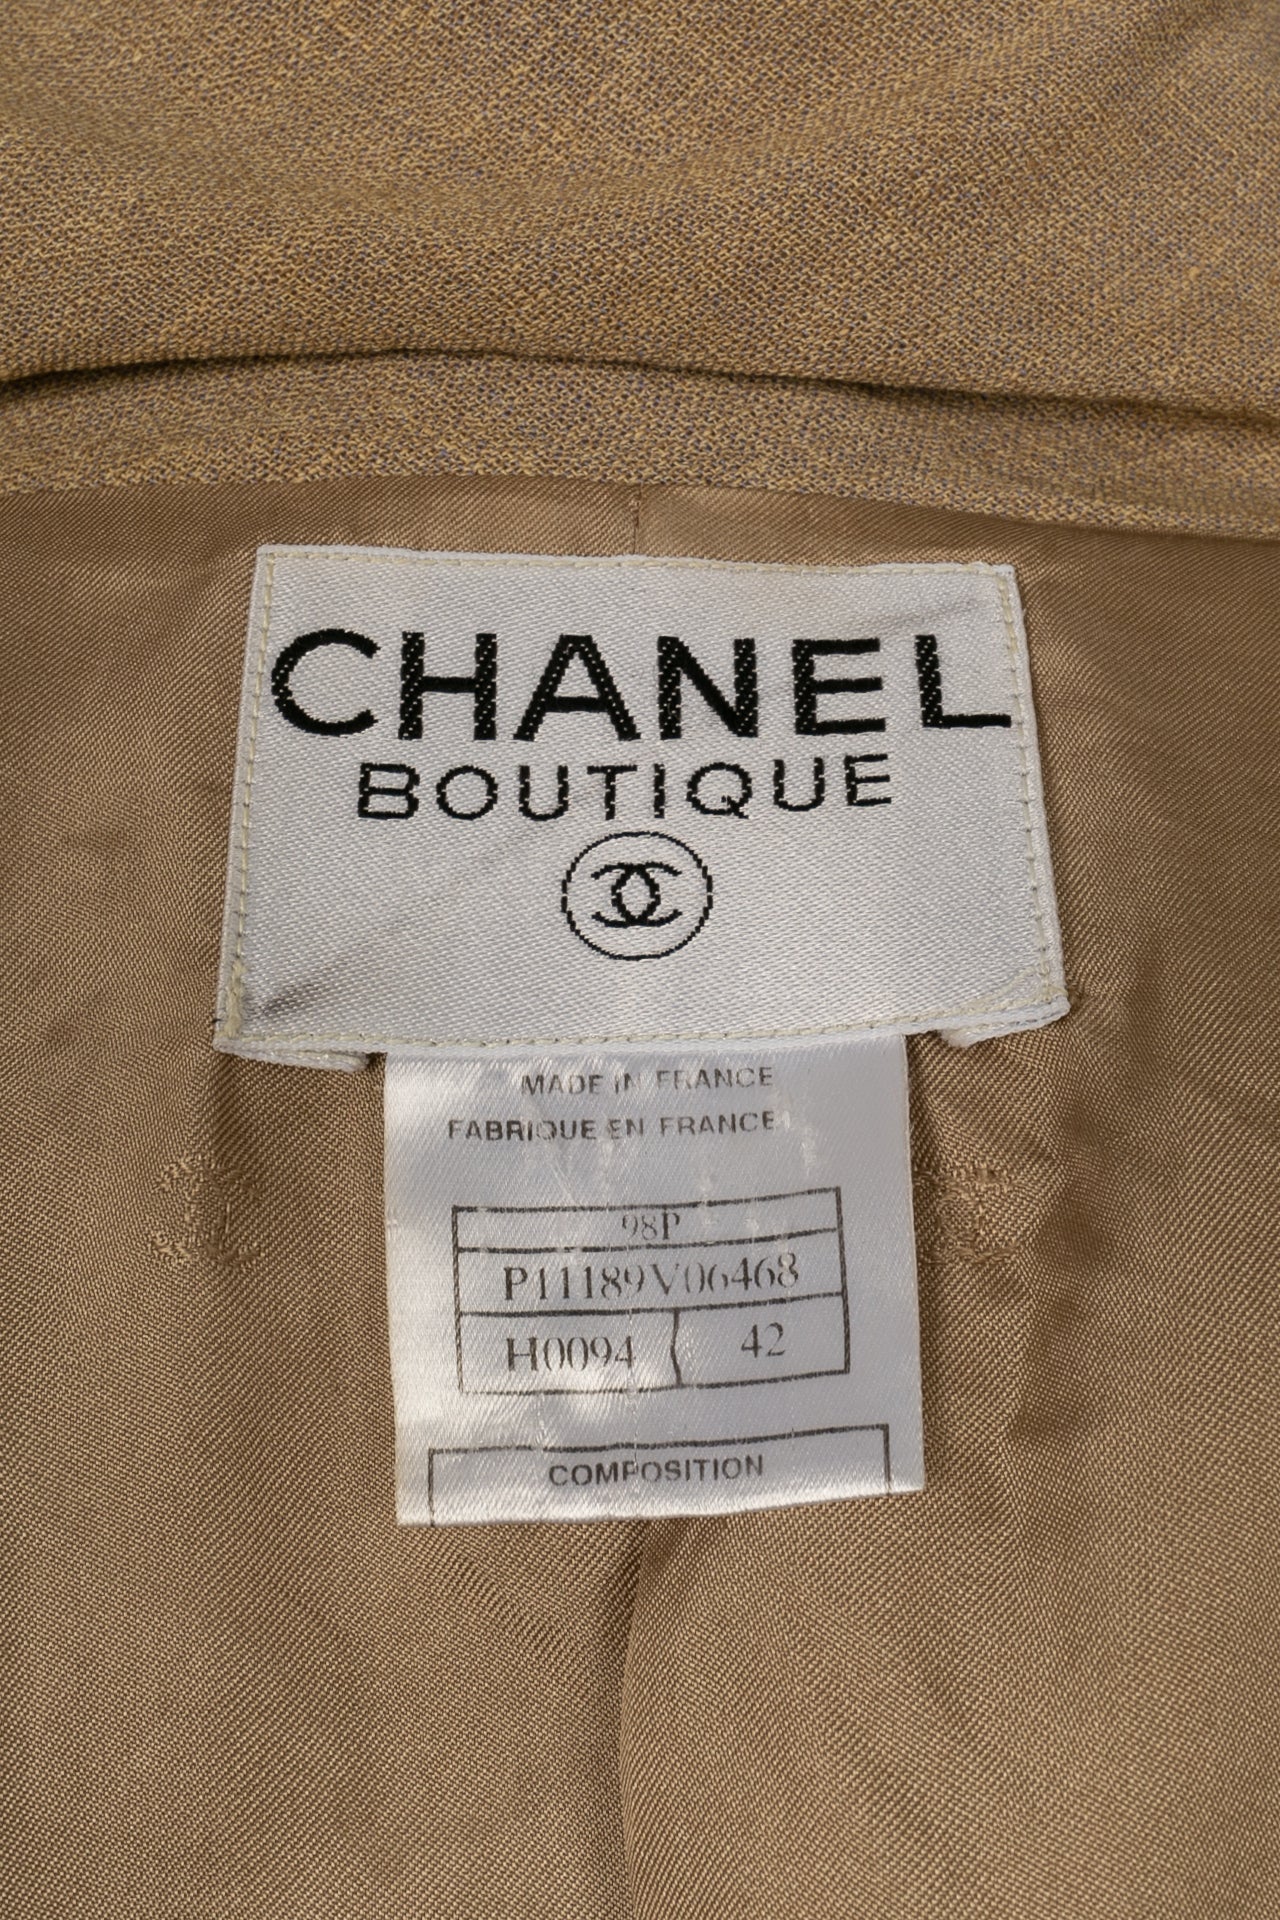 CHANEL
BOUTIQUE
MADE IN FRANCE
FABRIQUE EN FRANCE
98P
P11189V06468
H0094 42
COMPOSITION